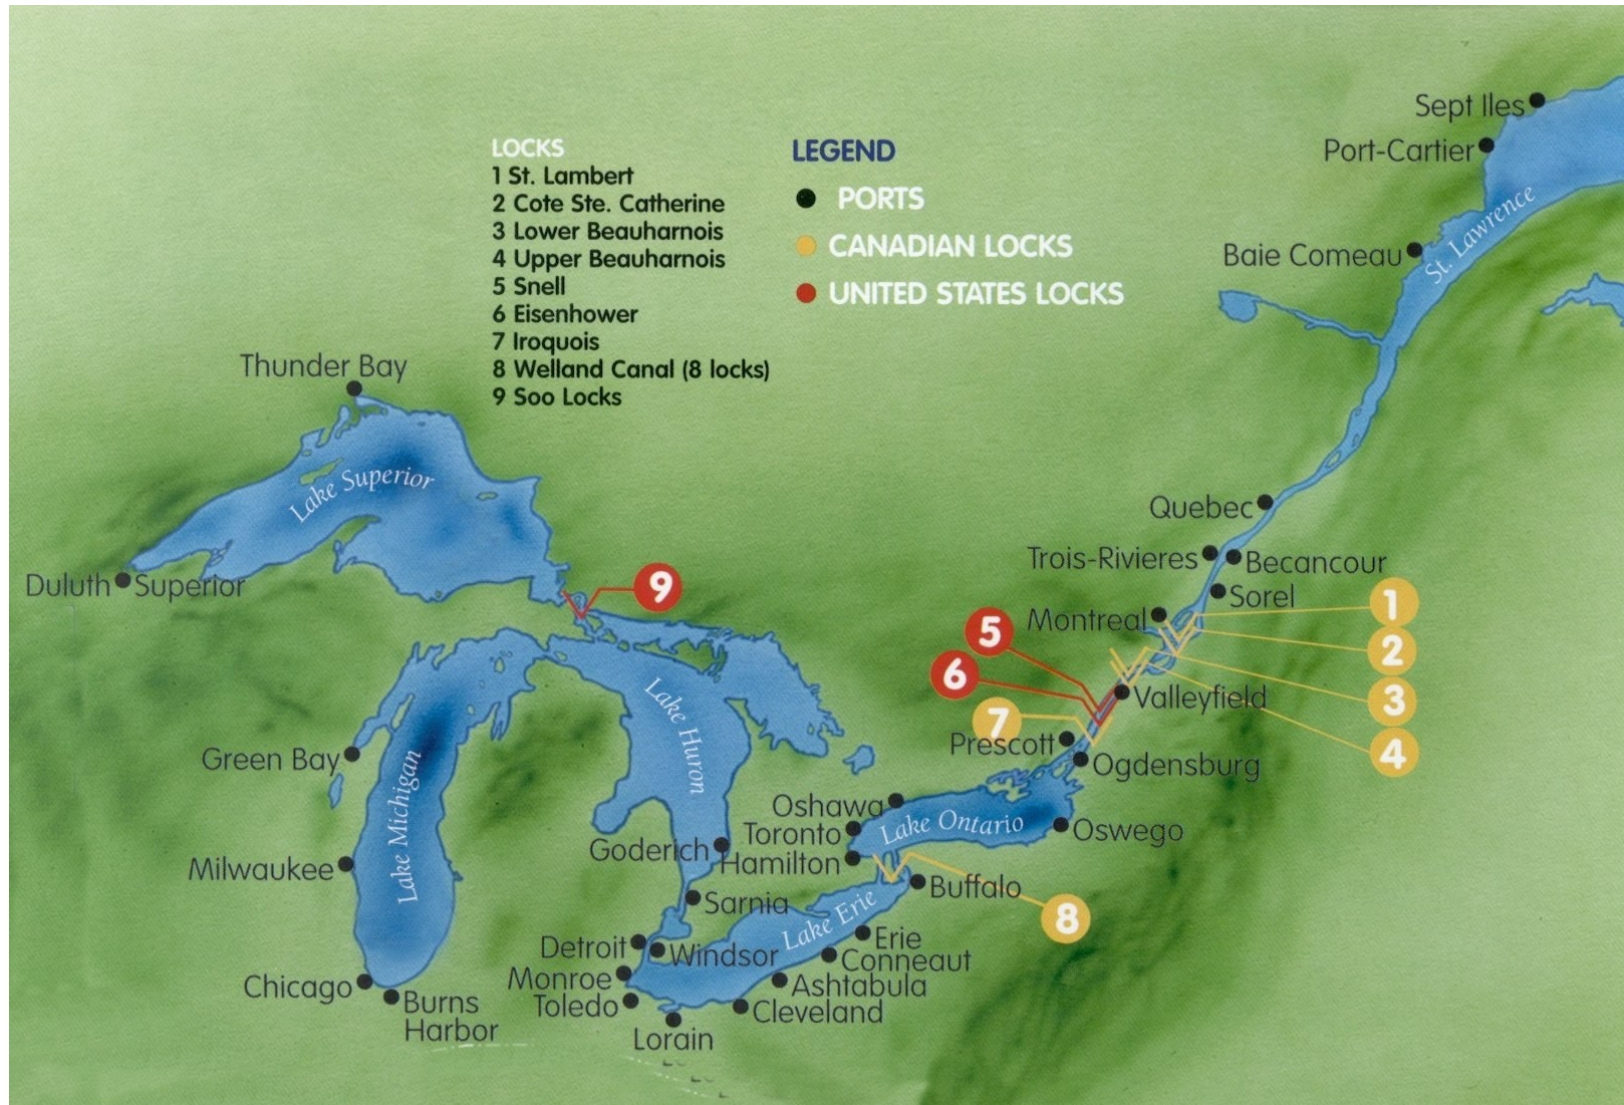 LOCKS
1 St. Lambert
2 Cote Ste. Catherine
3 Lower Beauharnois
4 Upper Beauharnois
5 Snell
6 Eisenhower
7 Iroquois
8 Welland Canal (8 locks)
9 Soo Locks
LEGEND
PORTS
CANADIAN LOCKS
UNITED STATES LOCKS
Sept Iles
Port-Cartier
St. Lawrence
Baie Comeau
Thunder Bay
Lake Superior
Duluth
Superior
9
Quebec
Trois-Rivieres
Becancour
Sorel
Montreal
1
2
3
4
5
6
7
Valleyfield
Prescott
Ogdensburg
Lake Huron
Green Bay
Lake Michigan
Milwaukee
Chicago
Burns
Harbor
Oshawa
Toronto
Hamilton
Lake Ontario
Oswego
Goderich
Sarnia
Buffalo
8
Lake Erie
Detroit
Windsor
Monroe
Toledo
Lorain
Erie
Conneaut
Ashtabula
Cleveland